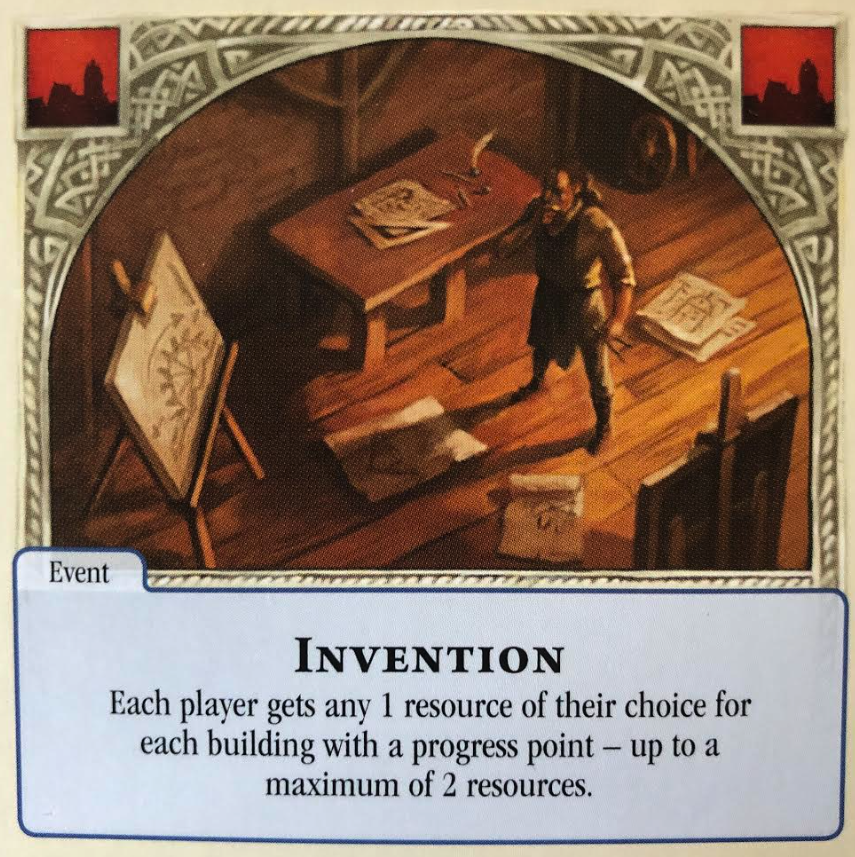 Event
INVENTION
Each player gets any 1 resource of their choice for
each building with a progress point – up to a
maximum of 2 resources.